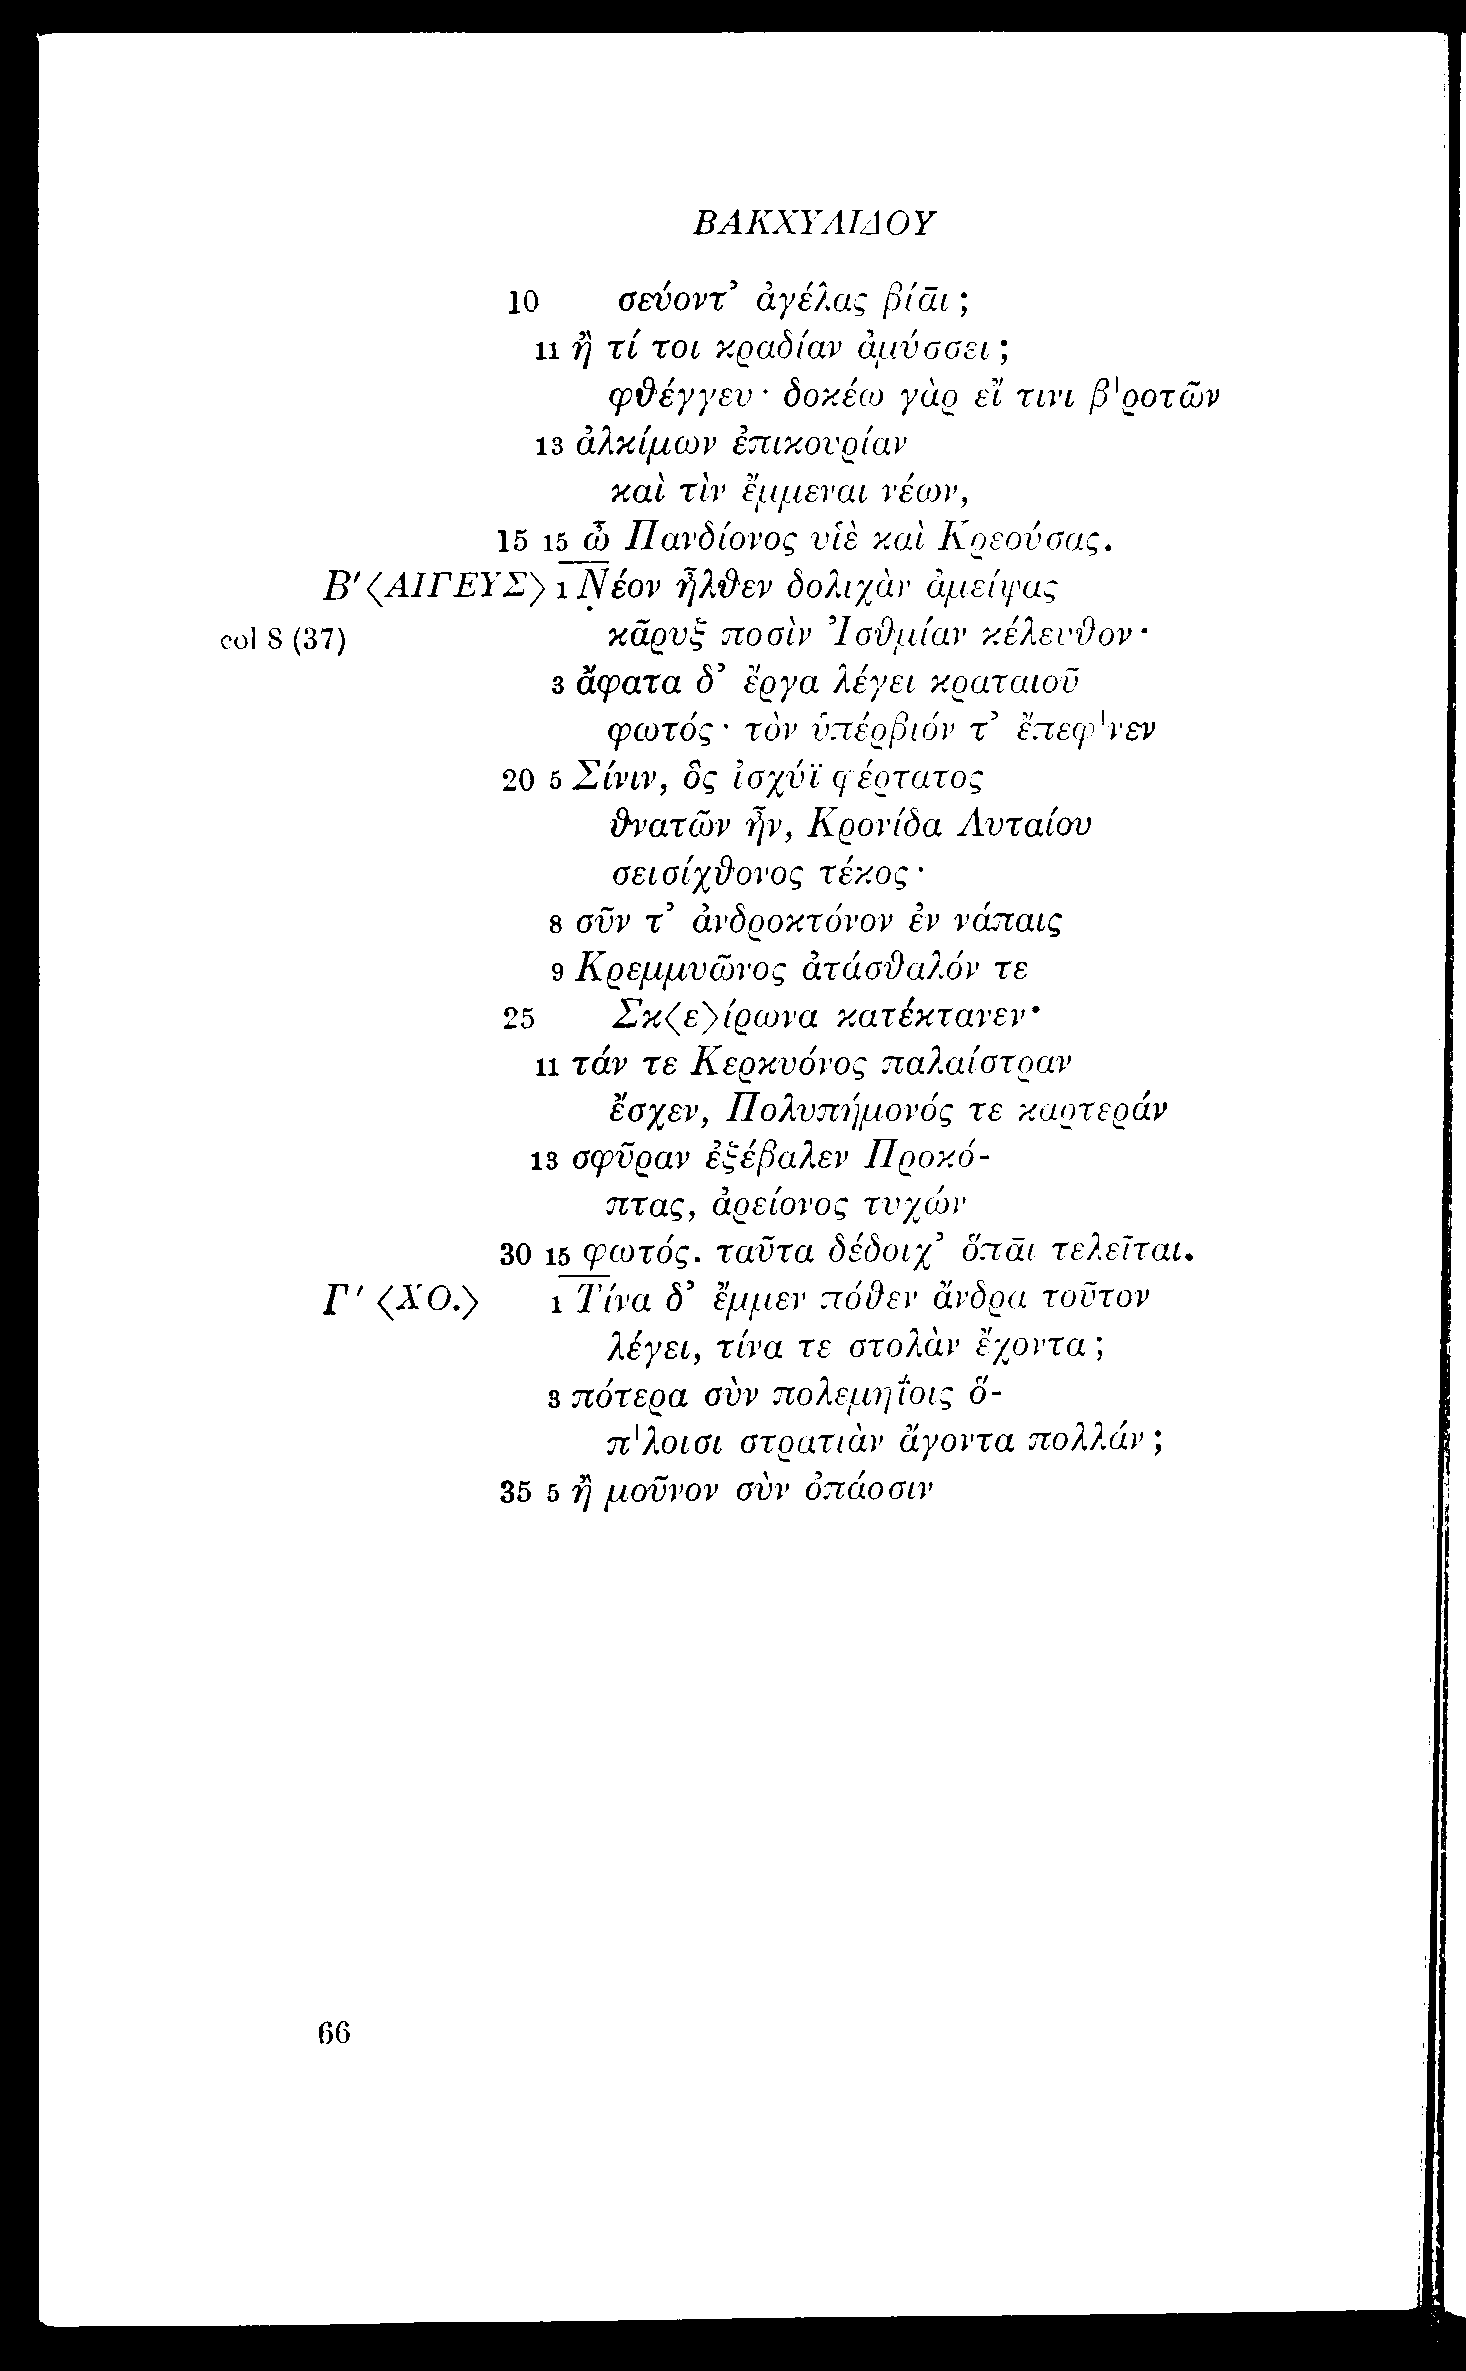 ΒΑΚΧΥΛΙΔΟΥ
10 σεύοντ’ ἀγέλας βίᾱι;
11 ἢ τί τοι κραδίαν ἀμύσσει;
φθέγγευ· δοκέω γὰρ εἴ τινι β'ροτῶν
13 ἀλκίμων ἐπικουρίαν
καὶ τὶν ἔμμεναι νέων,
15 15 ὦ Πανδίονος υἱὲ καὶ Κρεούσας.
Β' ⟨ΑΙΓΕΥΣ⟩ 1 Νέον ἦλθεν δολιχὰν ἀμείψας
col 8 (37) κᾶρυξ ποσὶν Ἰσθμίαν κέλευθον·
3 ἄφατα δ’ ἔργα λέγει κραταιοῦ
φωτός· τὸν ὑπέρβιόν τ’ ἔπεφ'νεν
20 5 Σίνιν, ὃς ἰσχύϊ φέρτατος
θνατῶν ἦν, Κρονίδα Λυταίου
σεισίχθονος τέκος·
8 σῦν τ’ ἀνδροκτόνον ἐν νάπαις
9 Κρεμμυῶνος ἀτάσθαλόν τε
25 Σκ⟨ε⟩ίρωνα κατέκτανεν·
11 τάν τε Κερκυόνος παλαίστραν
ἔσχεν, Πολυπήμονός τε καρτεράν
13 σφῦραν ἐξέβαλεν Προκό-
πτας, ἀρείονος τυχών
30 15 φωτός. ταῦτα δέδοιχ’ ὅπᾱι τελεῖται.
Γ' ⟨ΧΟ.⟩ 1 Τίνα δ’ ἔμμεν πόθεν ἄνδρα τοῦτον
λέγει, τίνα τε στολὰν ἔχοντα;
3 πότερα σὺν πολεμηΐοις ὅ-
π'λοισι στρατιὰν ἄγοντα πολλάν;
35 5 ἢ μοῦνον σὺν ὀπάοσιν
66